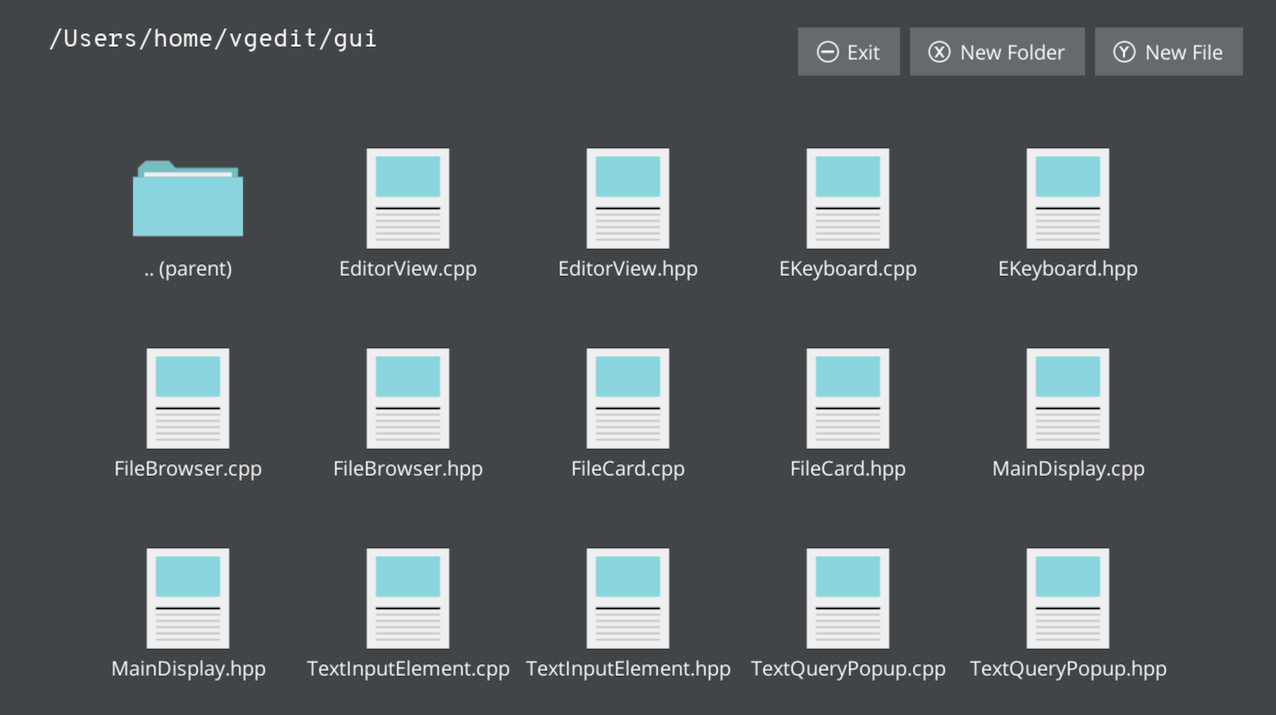 /Users/home/vgedit/gui
Exit
New Folder
New File
.. (parent)
EditorView.cpp
EditorView.hpp
EKeyboard.cpp
EKeyboard.hpp
FileBrowser.cpp
FileBrowser.hpp
FileCard.cpp
FileCard.hpp
MainDisplay.cpp
MainDisplay.hpp
TextInputElement.cpp
TextInputElement.hpp
TextQueryPopup.cpp
TextQueryPopup.hpp